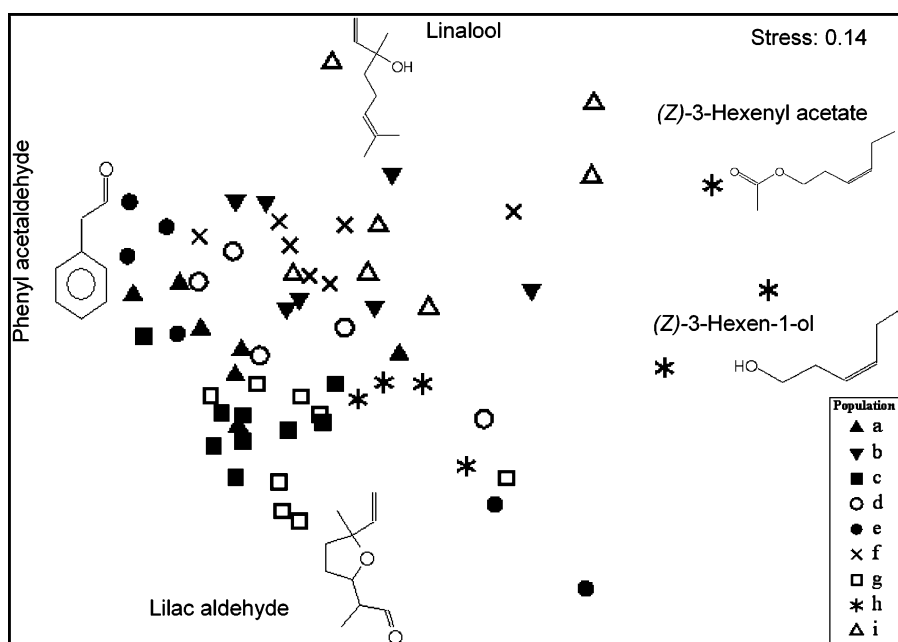 Linalool
Stress: 0.14
(Z)-3-Hexenyl acetate
OH
O
O
O
Phenyl acetaldehyde
(Z)-3-Hexen-1-ol
HO
Population
a
b
c
d
e
f
g
h
i
O
Lilac aldehyde
O